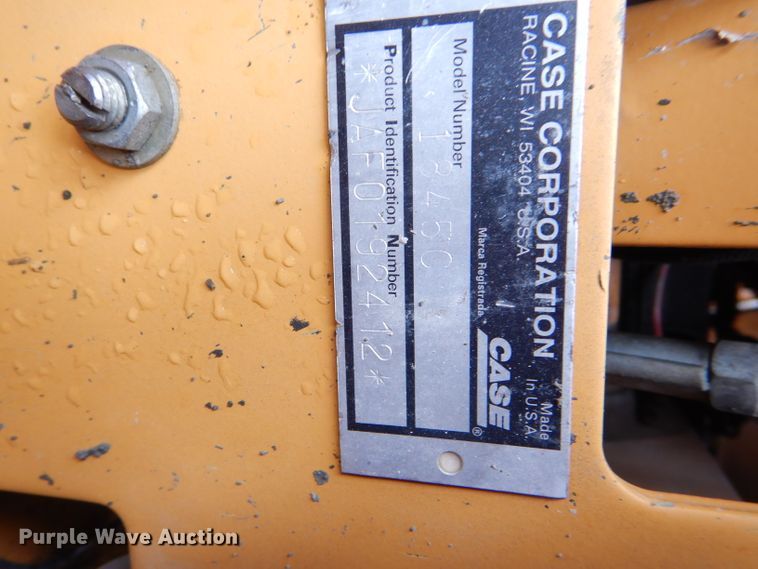 CASE CORPORATION
RACINE, WI 53404 U.S.A.
Made
In U.S.A.
Marca Registrada
CASE®
Model Number
1845C
Product Identification Number
*JAF0192412*
Purple Wave Auction